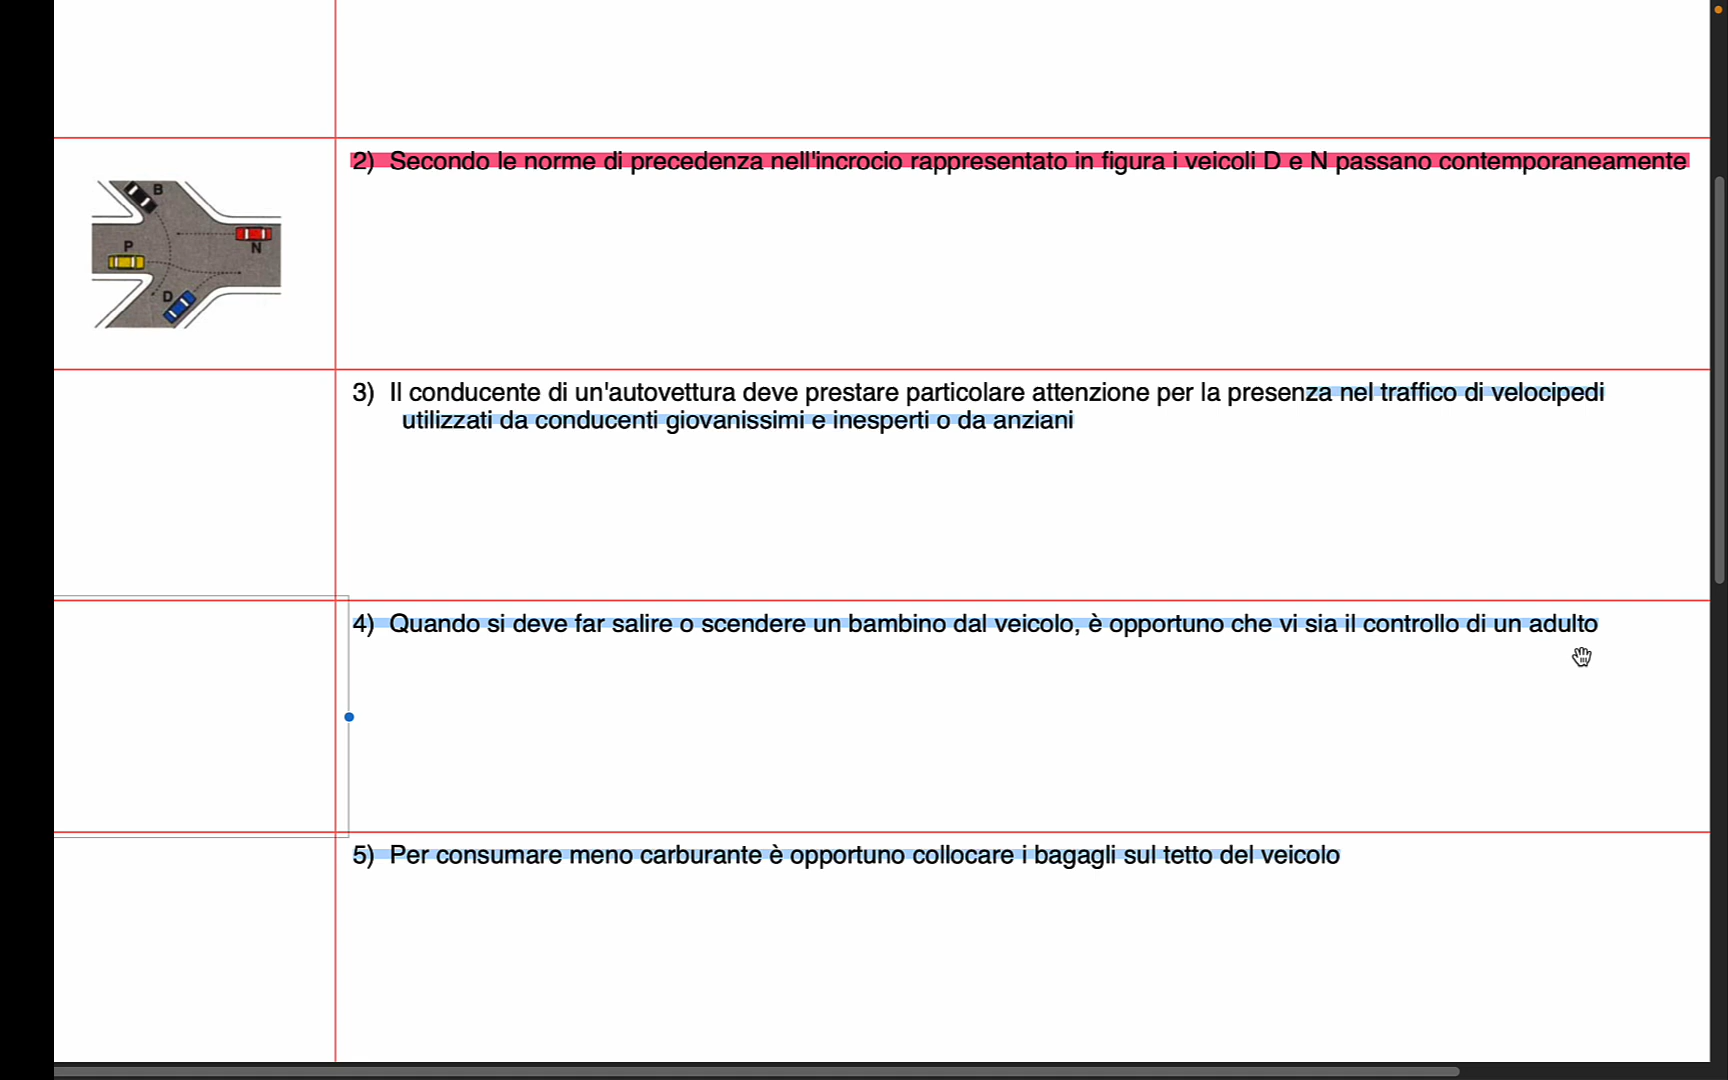 2) Secondo le norme di precedenza nell'incrocio rappresentato in figura i veicoli D e N passano contemporaneamente
B
P
N
D
3) Il conducente di un'autovettura deve prestare particolare attenzione per la presenza nel traffico di velocipedi
utilizzati da conducenti giovanissimi e inesperti o da anziani
4) Quando si deve far salire o scendere un bambino dal veicolo, è opportuno che vi sia il controllo di un adulto
5) Per consumare meno carburante è opportuno collocare i bagagli sul tetto del veicolo